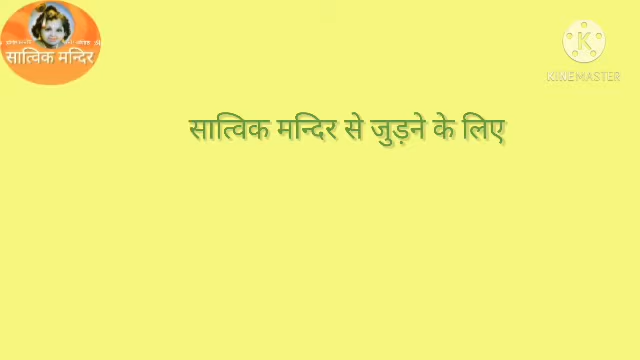 सात्विक मन्दिर
KINEMASTER
सात्विक मन्दिर से जुड़ने के लिए